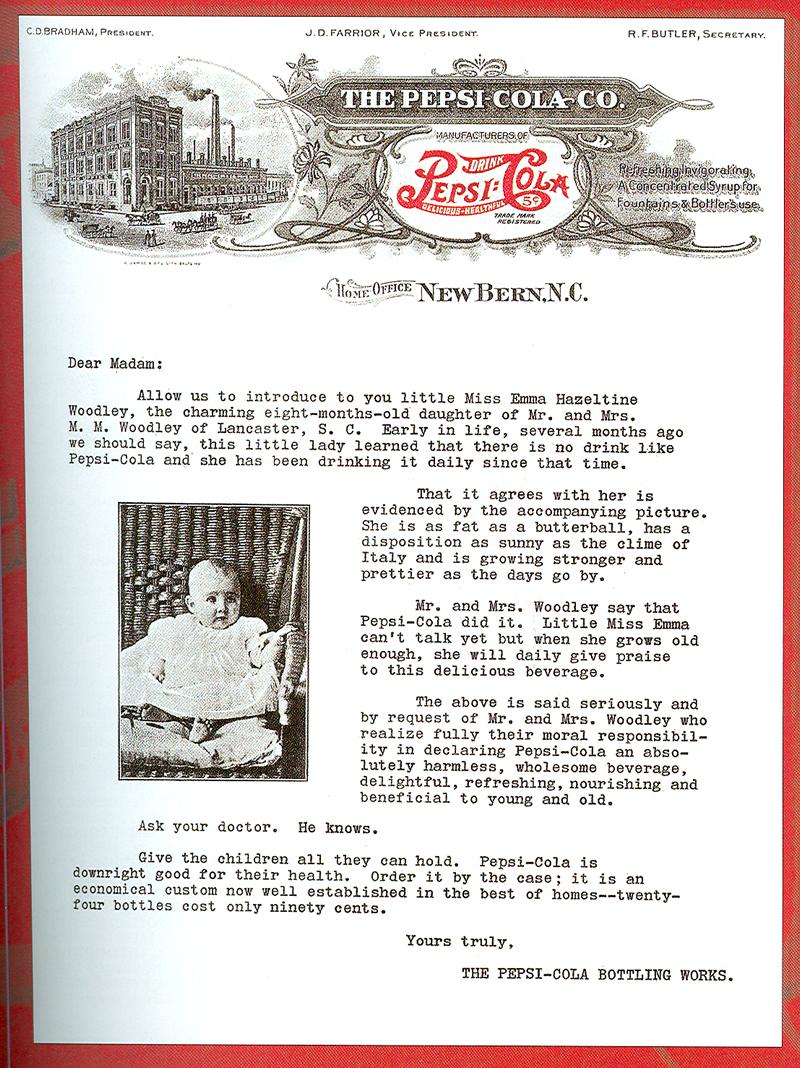 C.D.BRADHAM, PRESIDENT.
J.D. FARRIOR, VICE PRESIDENT.
R.F. BUTLER, SECRETARY.
THE PEPSI-COLA-CO.
MANUFACTURERS OF
DRINK
PEPSI:COLA
5¢
DELICIOUS-HEALTHFUL
TRADE MARK
REGISTERED
Refreshing, Invigorating,
A Concentrated Syrup for
Fountains & Bottler's use.
HOME OFFICE NEW BERN, N.C.
Dear Madam:
Allow us to introduce to you little Miss Emma Hazeltine
Woodley, the charming eight-months-old daughter of Mr. and Mrs.
M. M. Woodley of Lancaster, S. C. Early in life, several months ago
we should say, this little lady learned that there is no drink like
Pepsi-Cola and she has been drinking it daily since that time.
That it agrees with her is
evidenced by the accompanying picture.
She is as fat as a butterball, has a
disposition as sunny as the clime of
Italy and is growing stronger and
prettier as the days go by.
Mr. and Mrs. Woodley say that
Pepsi-Cola did it. Little Miss Emma
can't talk yet but when she grows old
enough, she will daily give praise
to this delicious beverage.
The above is said seriously and
by request of Mr. and Mrs. Woodley who
realize fully their moral responsibil-
ity in declaring Pepsi-Cola an abso-
lutely harmless, wholesome beverage,
delightful, refreshing, nourishing and
beneficial to young and old.
Ask your doctor. He knows.
Give the children all they can hold. Pepsi-Cola is
downright good for their health. Order it by the case; it is an
economical custom now well established in the best of homes--twenty-
four bottles cost only ninety cents.
Yours truly,
THE PEPSI-COLA BOTTLING WORKS.